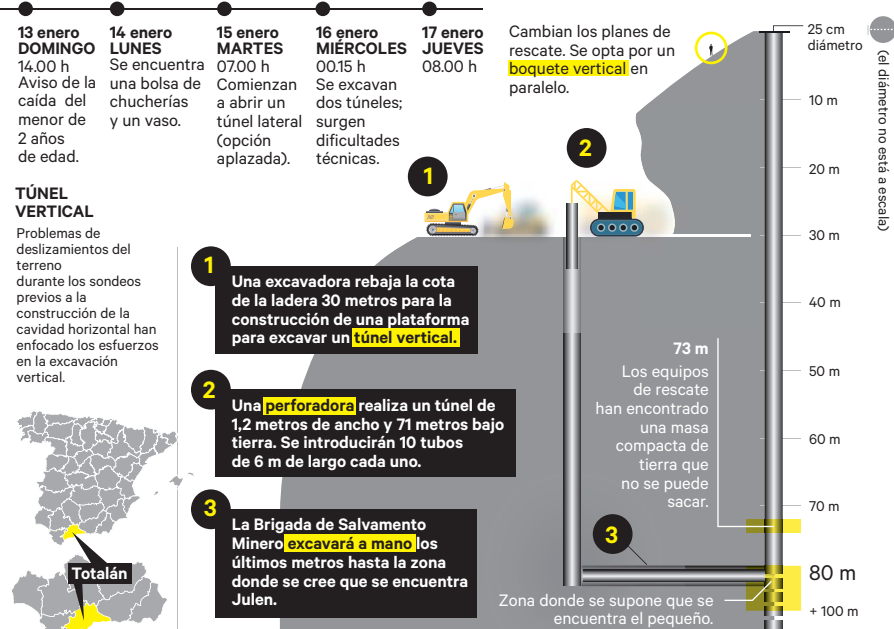 13 enero
DOMINGO
14.00 h
Aviso de la
caída del
menor de
2 años
de edad.
14 enero
LUNES
Se encuentra
una bolsa de
chucherías
y un vaso.
15 enero
MARTES
07.00 h
Comienzan
a abrir un
túnel lateral
(opción
aplazada).
16 enero
MIÉRCOLES
00.15 h
Se excavan
dos túneles;
surgen
dificultades
técnicas.
17 enero
JUEVES
08.00 h
Cambian los planes de
rescate. Se opta por un
boquete vertical en
paralelo.
25 cm
diámetro
(el diámetro no está a escala)
10 m
20 m
30 m
40 m
50 m
60 m
70 m
80 m
+ 100 m
1
2
TÚNEL
VERTICAL
Problemas de
deslizamientos del
terreno
durante los sondeos
previos a la
construcción de la
cavidad horizontal han
enfocado los esfuerzos
en la excavación
vertical.
1
Una excavadora rebaja la cota
de la ladera 30 metros para la
construcción de una plataforma
para excavar un túnel vertical.
2
Una perforadora realiza un túnel de
1,2 metros de ancho y 71 metros bajo
tierra. Se introducirán 10 tubos
de 6 m de largo cada uno.
3
La Brigada de Salvamento
Minero excavará a mano los
últimos metros hasta la zona
donde se cree que se encuentra
Julen.
73 m
Los equipos
de rescate
han encontrado
una masa
compacta de
tierra que
no se puede
sacar.
3
Zona donde se supone que se
encuentra el pequeño.
Totalán